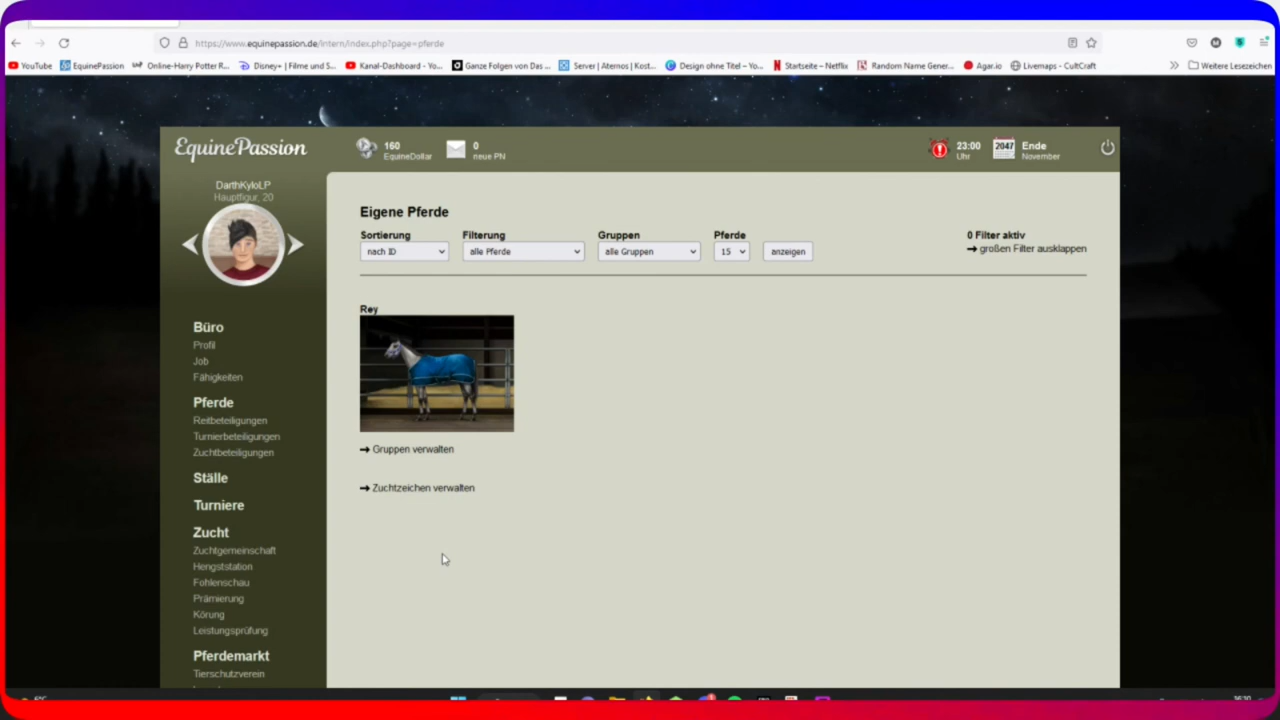 https://www.equinepassion.de/intern/index.php?page=pferde
YouTube EquinePassion Online-Harry Potter R... Disney+ | Filme und S... Kanal-Dashboard - Yo... Ganze Folgen von Das ... Server | Aternos | Kost... Design ohne Titel – Yo... Startseite – Netflix Random Name Gener... Agar.io Livemaps - CultCraft Weitere Lesezeichen
EquinePassion
160
EquineDollar
0
neue PN
23:00
Uhr
2047
Ende
November
DarthKyloLP
Hauptfigur, 20
Büro
Profil
Job
Fähigkeiten
Pferde
Reitbeteiligungen
Turnierbeteiligungen
Zuchtbeteiligungen
Ställe
Turniere
Zucht
Zuchtgemeinschaft
Hengststation
Fohlenschau
Prämierung
Körung
Leistungsprüfung
Pferdemarkt
Tierschutzverein
Eigene Pferde
Sortierung Filterung Gruppen Pferde
nach ID alle Pferde alle Gruppen 15 anzeigen
0 Filter aktiv
→ großen Filter ausklappen
Rey
→ Gruppen verwalten
→ Zuchtzeichen verwalten